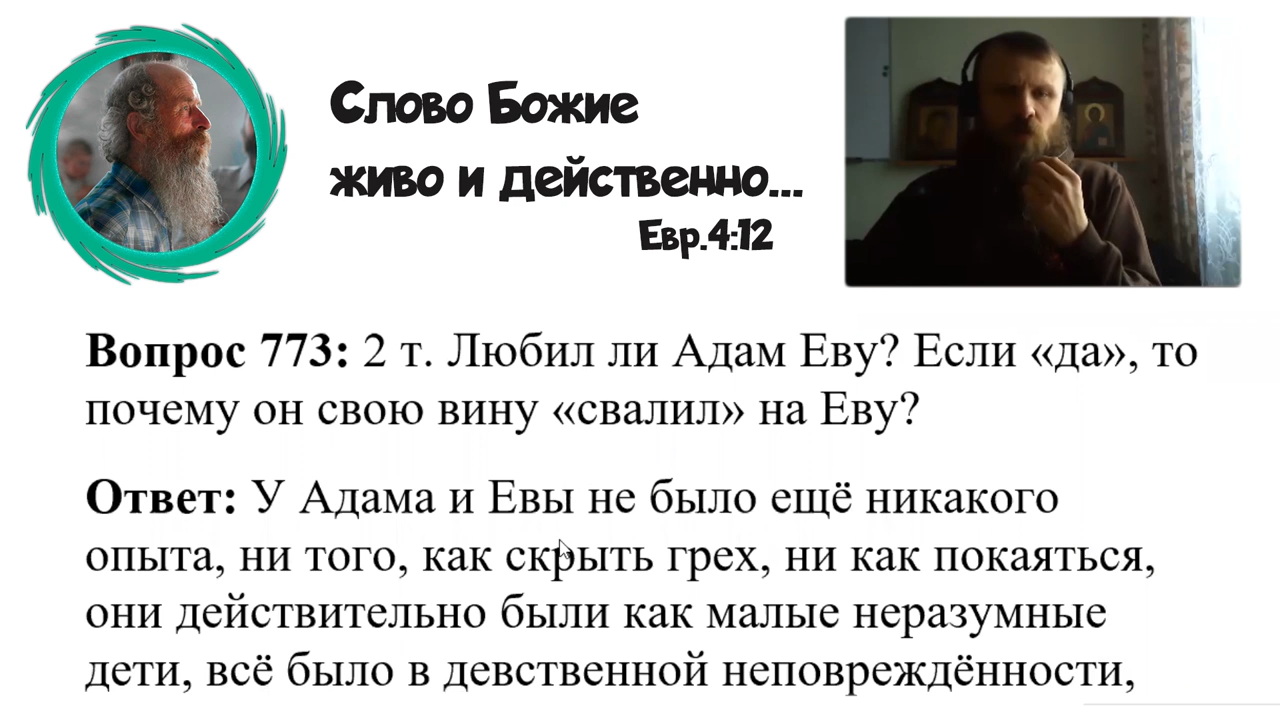 Слово Божие
живо и действенно...
Евр.4:12
Вопрос 773: 2 т. Любил ли Адам Еву? Если «да», то
почему он свою вину «свалил» на Еву?
Ответ: У Адама и Евы не было ещё никакого
опыта, ни того, как скрыть грех, ни как покаяться,
они действительно были как малые неразумные
дети, всё было в девственной неповреждённости,